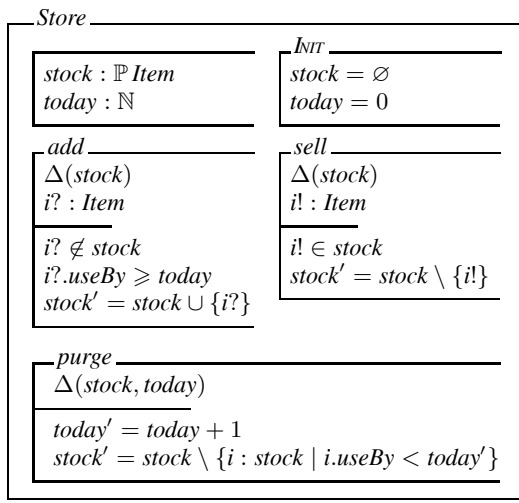 Store
stock : ℙ Item
today : ℕ
INIT
stock = ∅
today = 0
add
Δ(stock)
i? : Item
i? ∉ stock
i?.useBy ⩾ today
stock′ = stock ∪ {i?}
sell
Δ(stock)
i! : Item
i! ∈ stock
stock′ = stock \ {i!}
purge
Δ(stock, today)
today′ = today + 1
stock′ = stock \ {i : stock | i.useBy < today′}